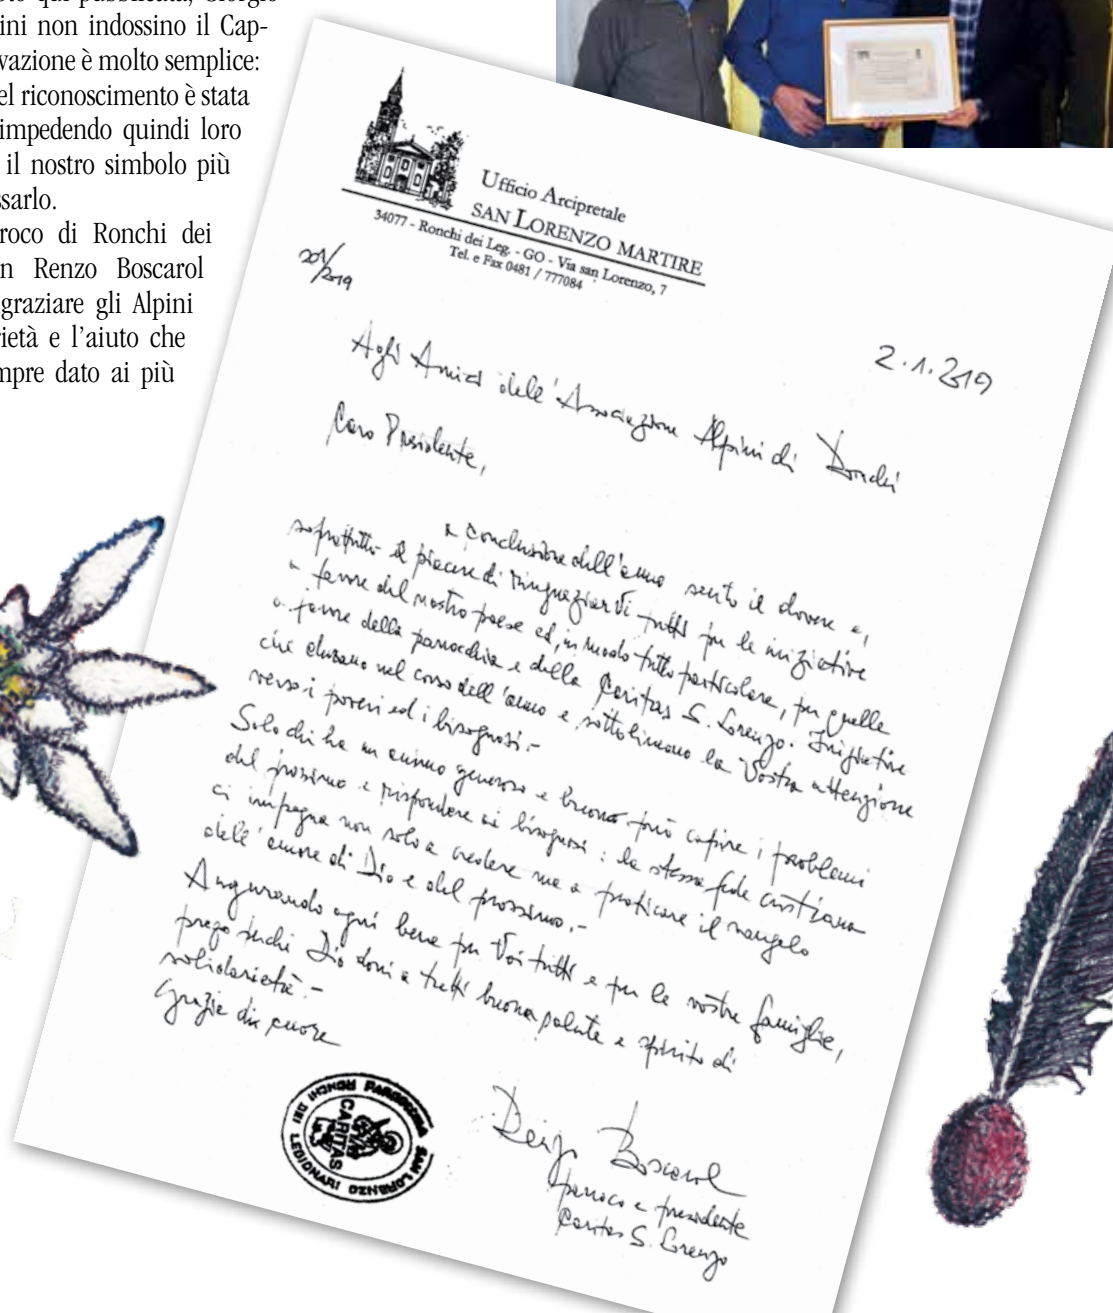 oto qui pubblicata, Giorgio
ini non indossino il Cap-
vazione è molto semplice:
el riconoscimento è stata
impedendo quindi loro
il nostro simbolo più
ssarlo.
roco di Ronchi dei
n Renzo Boscarol
graziare gli Alpini
rietà e l'aiuto che
mpre dato ai più
Ufficio Arcipretale
SAN LORENZO MARTIRE
34077 - Ronchi dei Leg. - GO - Via san Lorenzo, 7
Tel. e Fax 0481 / 777084
201/2019
2.1.2019
Agli Amici dell'Associazione Alpini di Ronchi
Caro Presidente,
a conclusione dell'anno sento il dovere e,
soprattutto il piacere di ringraziarVi tutti per le iniziative
a favore del nostro paese ed, in modo tutto particolare, per quelle
a favore della parrocchia e della Caritas S. Lorenzo. Iniziative
che durano nel corso dell'anno e sottolineano la Vostra attenzione
verso i poveri ed i bisognosi.-
Solo chi ha un animo generoso e buono può capire i problemi
del prossimo e rispondere ai bisogni: la stessa fede cristiana
ci impegna non solo a credere ma a praticare il vangelo
dell'amore di Dio e del prossimo.-
Augurando ogni bene per Voi tutti e per le vostre famiglie,
prego perché Dio doni a tutti buona salute e spirito di
solidarietà.-
Grazie di cuore
Renzo Boscarol
parroco e presidente
Caritas S. Lorenzo
PARROCCHIA SAN LORENZO
RONCHI DEI LEGIONARI
CARITAS